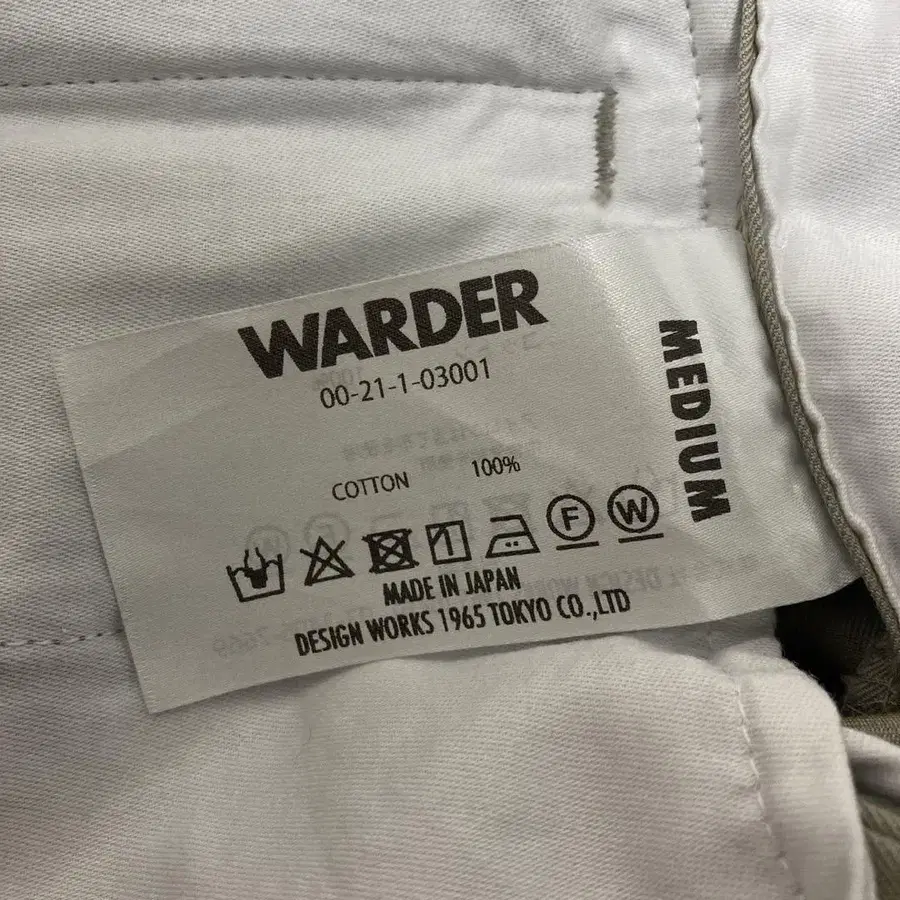 WARDER
00-21-1-03001
MEDIUM
COTTON 100%
F W
MADE IN JAPAN
DESIGN WORKS 1965 TOKYO CO.,LTD